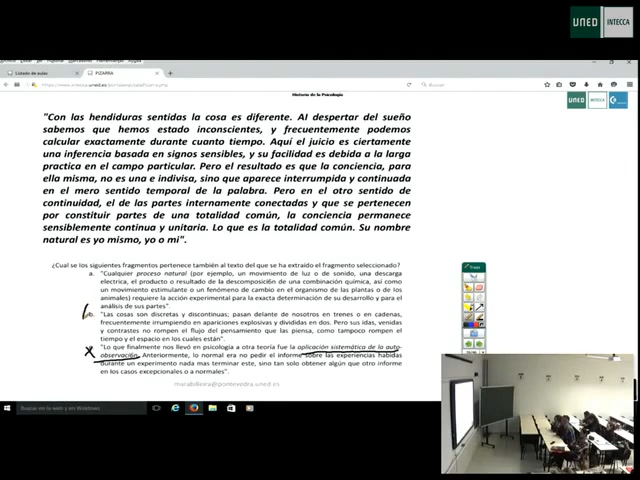 UNED INTECCA
Listado de aulas
PIZARRA
Buscar
Historia de la Psicología
UNED INTECCA
"Con las hendiduras sentidas la cosa es diferente. Al despertar del sueño
sabemos que hemos estado inconscientes, y frecuentemente podemos
calcular exactamente durante cuanto tiempo. Aquí el juicio es ciertamente
una inferencia basada en signos sensibles, y su facilidad es debida a la larga
practica en el campo particular. Pero el resultado es que la conciencia, para
ella misma, no es una e indivisa, sino que aparece interrumpida y continuada
en el mero sentido temporal de la palabra. Pero en el otro sentido de
continuidad, el de las partes internamente conectadas y que se pertenecen
por constituir partes de una totalidad común, la conciencia permanece
sensiblemente continua y unitaria. Lo que es la totalidad común. Su nombre
natural es yo mismo, yo o mi".
¿Cual se los siguientes fragmentos pertenece también al texto del que se ha extraído el fragmento seleccionado?
a. "Cualquier proceso natural (por ejemplo, un movimiento de luz o de sonido, una descarga
electrica, el producto o resultado de la descomposición de una combinación química, así como
un movimiento estimulante o un fenómeno de cambio en el organismo de las plantas o de los
animales) requiere la acción experimental para la exacta determinación de su desarrollo y para el
análisis de sus partes".
b. "Las cosas son discretas y discontinuas; pasan delante de nosotros en trenes o en cadenas,
frecuentemente irrumpiendo en apariciones explosivas y divididas en dos. Pero sus idas, venidas
y contrastes no rompen el flujo del pensamiento que las piensa, como tampoco rompen el
tiempo y el espacio en los cuales están".
"Lo que finalmente nos llevó en psicología a otra teoría fue la aplicación sistemática de la auto-
observación. Anteriormente, lo normal era no pedir el informe sobre las experiencias habidas
durante un experimento nada mas terminar este, sino tan solo obtener algun que otro informe
en los casos excepcionales o a normales".
marabilleira@pontevedra.uned.es
Buscar en la web y en Windows